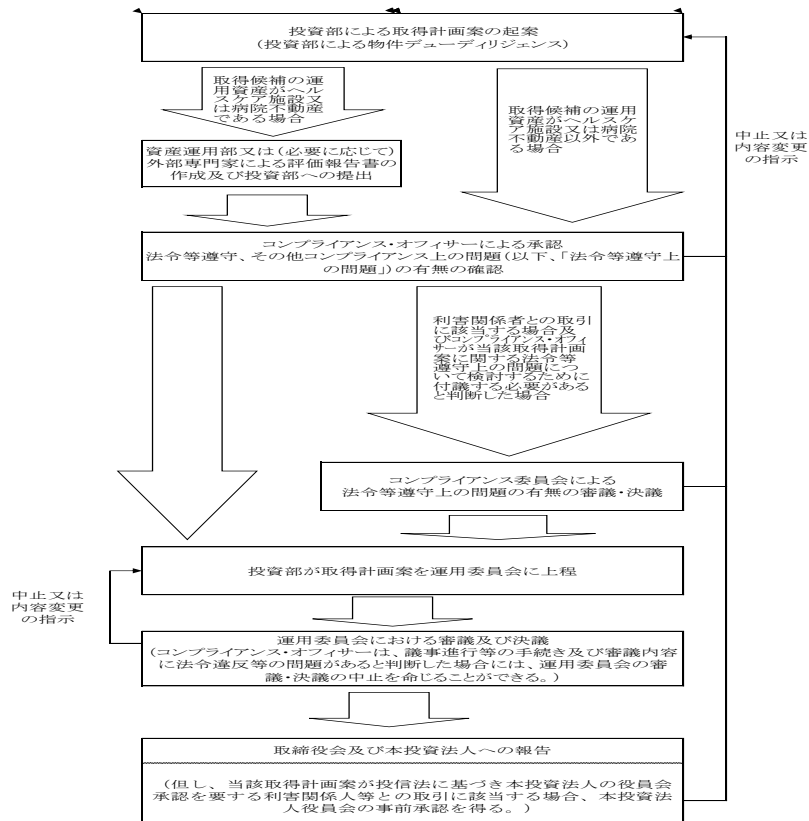 投資部による取得計画案の起案
(投資部による物件デューディリジェンス)
取得候補の運
用資産がヘル
スケア施設又
は病院不動産
である場合
取得候補の運用
資産がヘルスケ
ア施設又は病院
不動産以外であ
る場合
中止又は
内容変更
の指示
資産運用部又は(必要に応じて)
外部専門家による評価報告書の
作成及び投資部への提出
コンプライアンス・オフィサーによる承認
法令等遵守、その他コンプライアンス上の問題(以下、「法令等遵守上
の問題」)の有無の確認
利害関係者との取引
に該当する場合及
びコンプライアンス・オフィ
サーが当該取得計画
案に関する法令等
遵守上の問題につ
いて検討するために
付議する必要がある
と判断した場合
コンプライアンス委員会による
法令等遵守上の問題の有無の審議・決議
投資部が取得計画案を運用委員会に上程
中止又は
内容変更
の指示
運用委員会における審議及び決議
(コンプライアンス・オフィサーは、議事進行等の手続き及び審議内容
に法令違反等の問題があると判断した場合には、運用委員会の審
議・決議の中止を命じることができる。)
取締役会及び本投資法人への報告
(但し、当該取得計画案が投信法に基づき本投資法人の役員会
承認を要する利害関係人等との取引に該当する場合、本投資法
人役員会の事前承認を得る。)